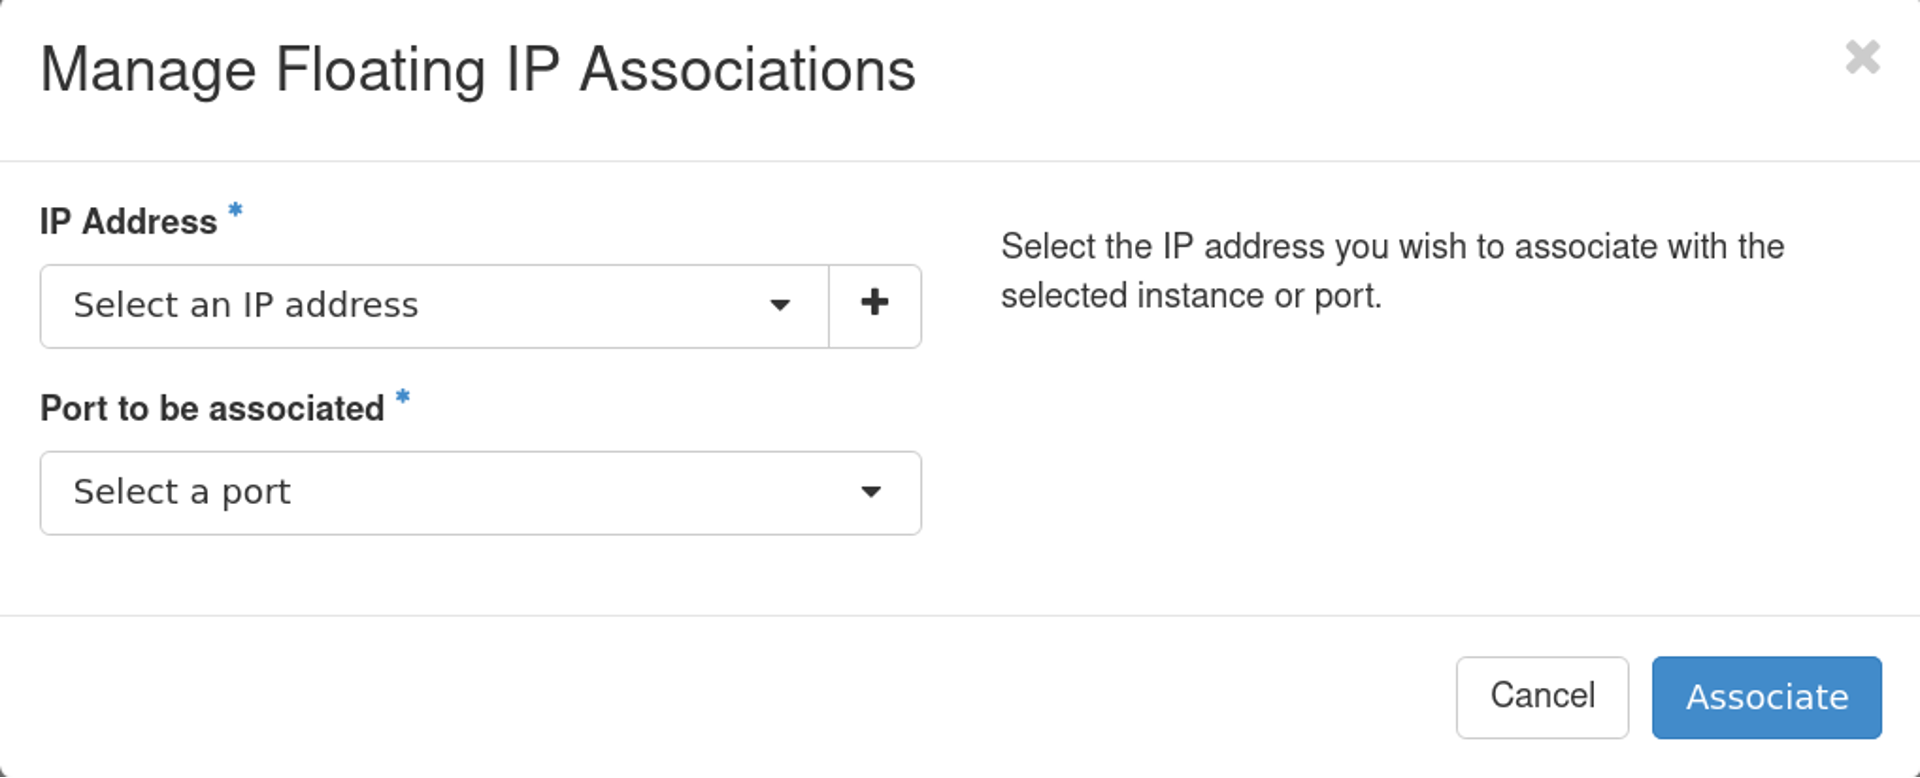 Manage Floating IP Associations
IP Address *
Select an IP address
Select the IP address you wish to associate with the
selected instance or port.
Port to be associated *
Select a port
Cancel
Associate